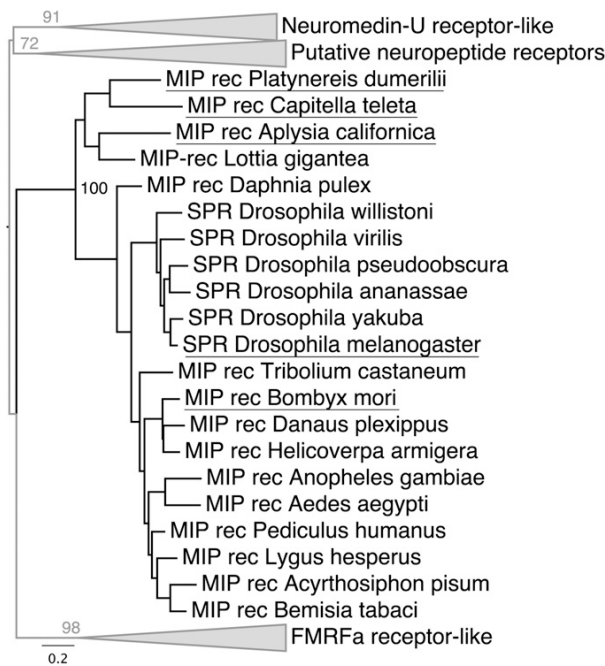 91
Neuromedin-U receptor-like
72
Putative neuropeptide receptors
MIP rec Platynereis dumerilii
MIP rec Capitella teleta
MIP rec Aplysia californica
MIP-rec Lottia gigantea
100
MIP rec Daphnia pulex
SPR Drosophila willistoni
SPR Drosophila virilis
SPR Drosophila pseudoobscura
SPR Drosophila ananassae
SPR Drosophila yakuba
SPR Drosophila melanogaster
MIP rec Tribolium castaneum
MIP rec Bombyx mori
MIP rec Danaus plexippus
MIP rec Helicoverpa armigera
MIP rec Anopheles gambiae
MIP rec Aedes aegypti
MIP rec Pediculus humanus
MIP rec Lygus hesperus
MIP rec Acyrthosiphon pisum
MIP rec Bemisia tabaci
98
FMRFa receptor-like
0.2